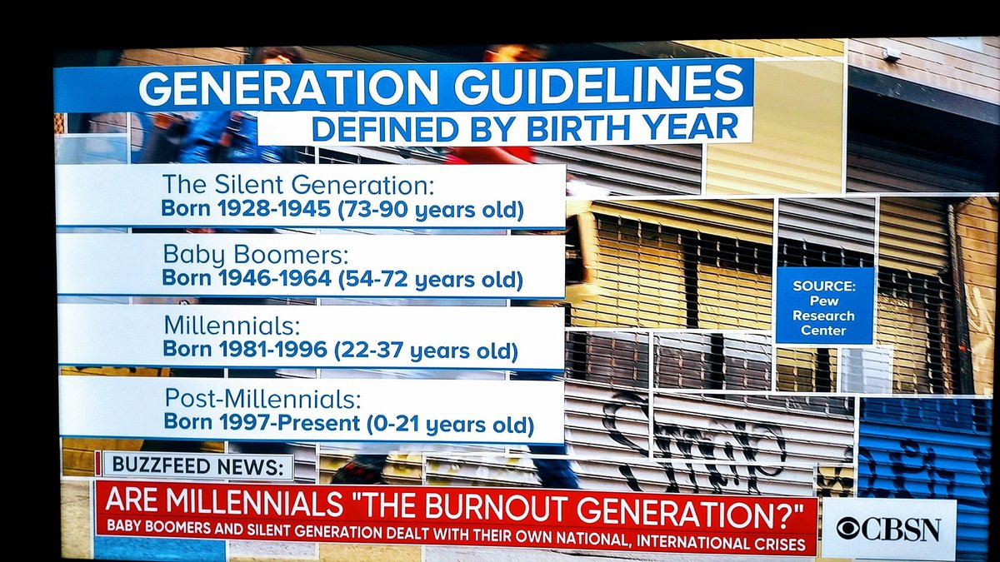 GENERATION GUIDELINES
DEFINED BY BIRTH YEAR
The Silent Generation:
Born 1928-1945 (73-90 years old)
Baby Boomers:
Born 1946-1964 (54-72 years old)
Millennials:
Born 1981-1996 (22-37 years old)
Post-Millennials:
Born 1997-Present (0-21 years old)
SOURCE:
Pew
Research
Center
BUZZFEED NEWS:
ARE MILLENNIALS "THE BURNOUT GENERATION?"
BABY BOOMERS AND SILENT GENERATION DEALT WITH THEIR OWN NATIONAL, INTERNATIONAL CRISES
CBSN